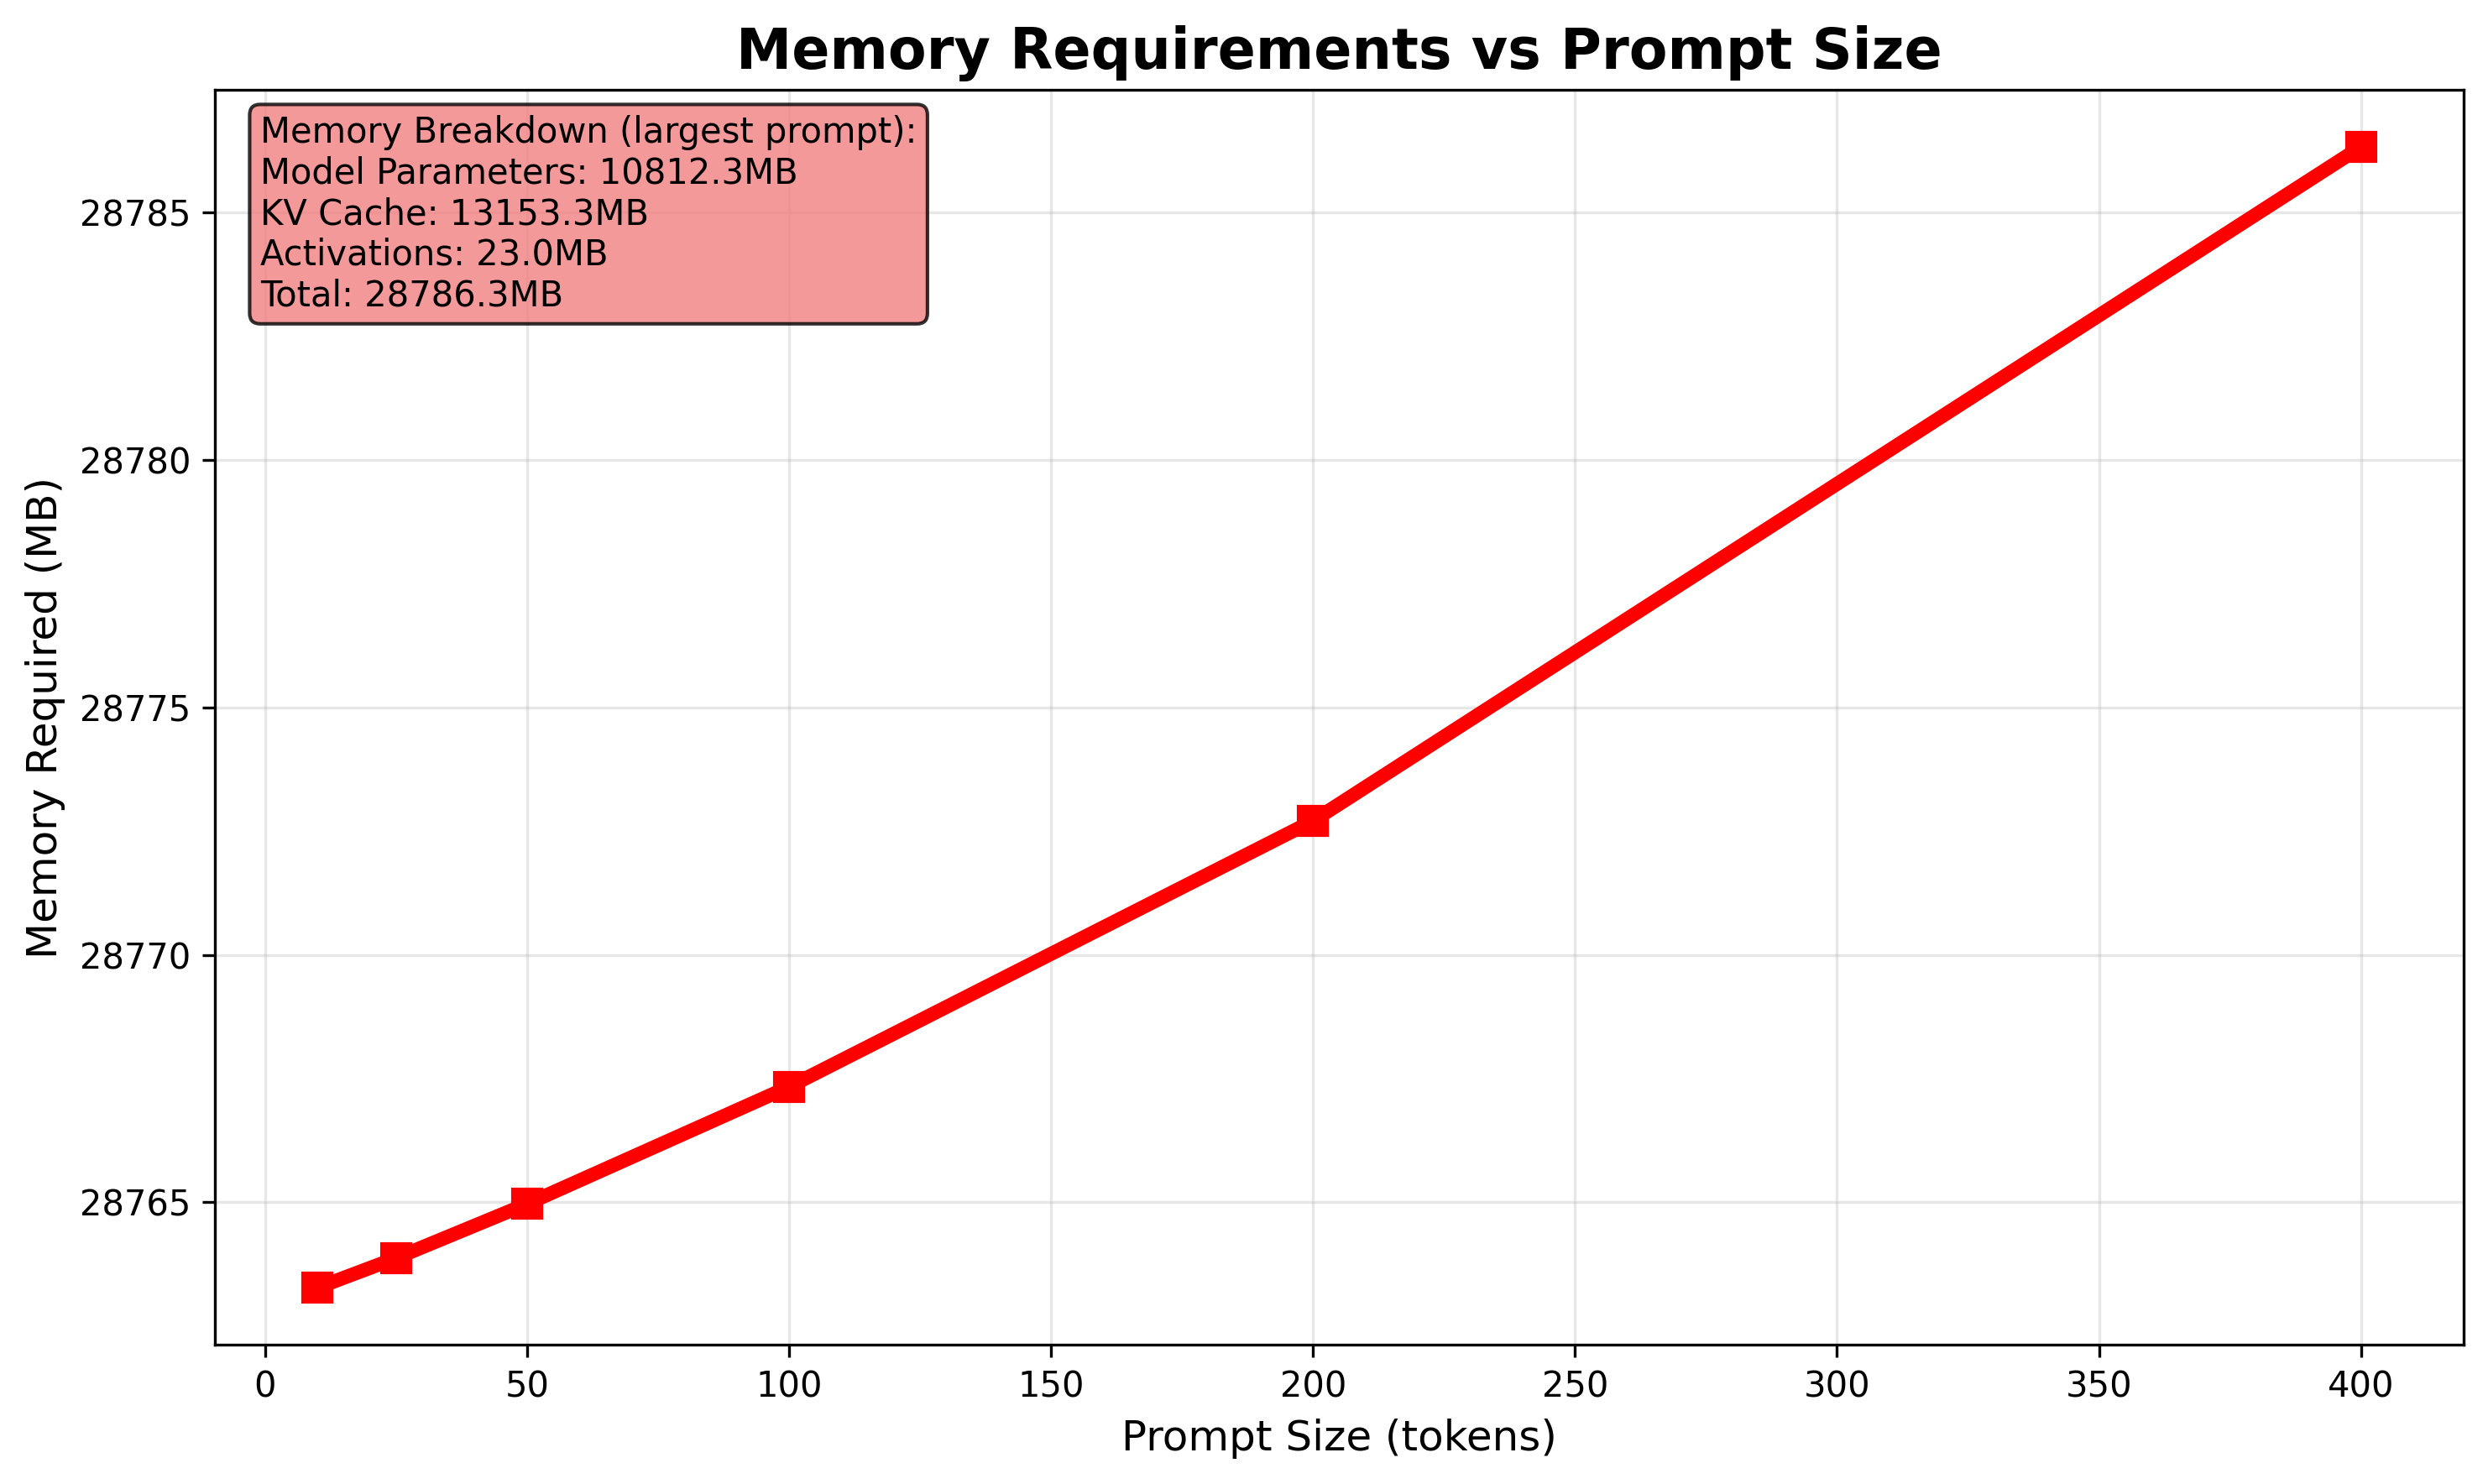 Memory Requirements vs Prompt Size
Memory Breakdown (largest prompt):
Model Parameters: 10812.3MB
KV Cache: 13153.3MB
Activations: 23.0MB
Total: 28786.3MB
Memory Required (MB)
28785
28780
28775
28770
28765
0 50 100 150 200 250 300 350 400
Prompt Size (tokens)